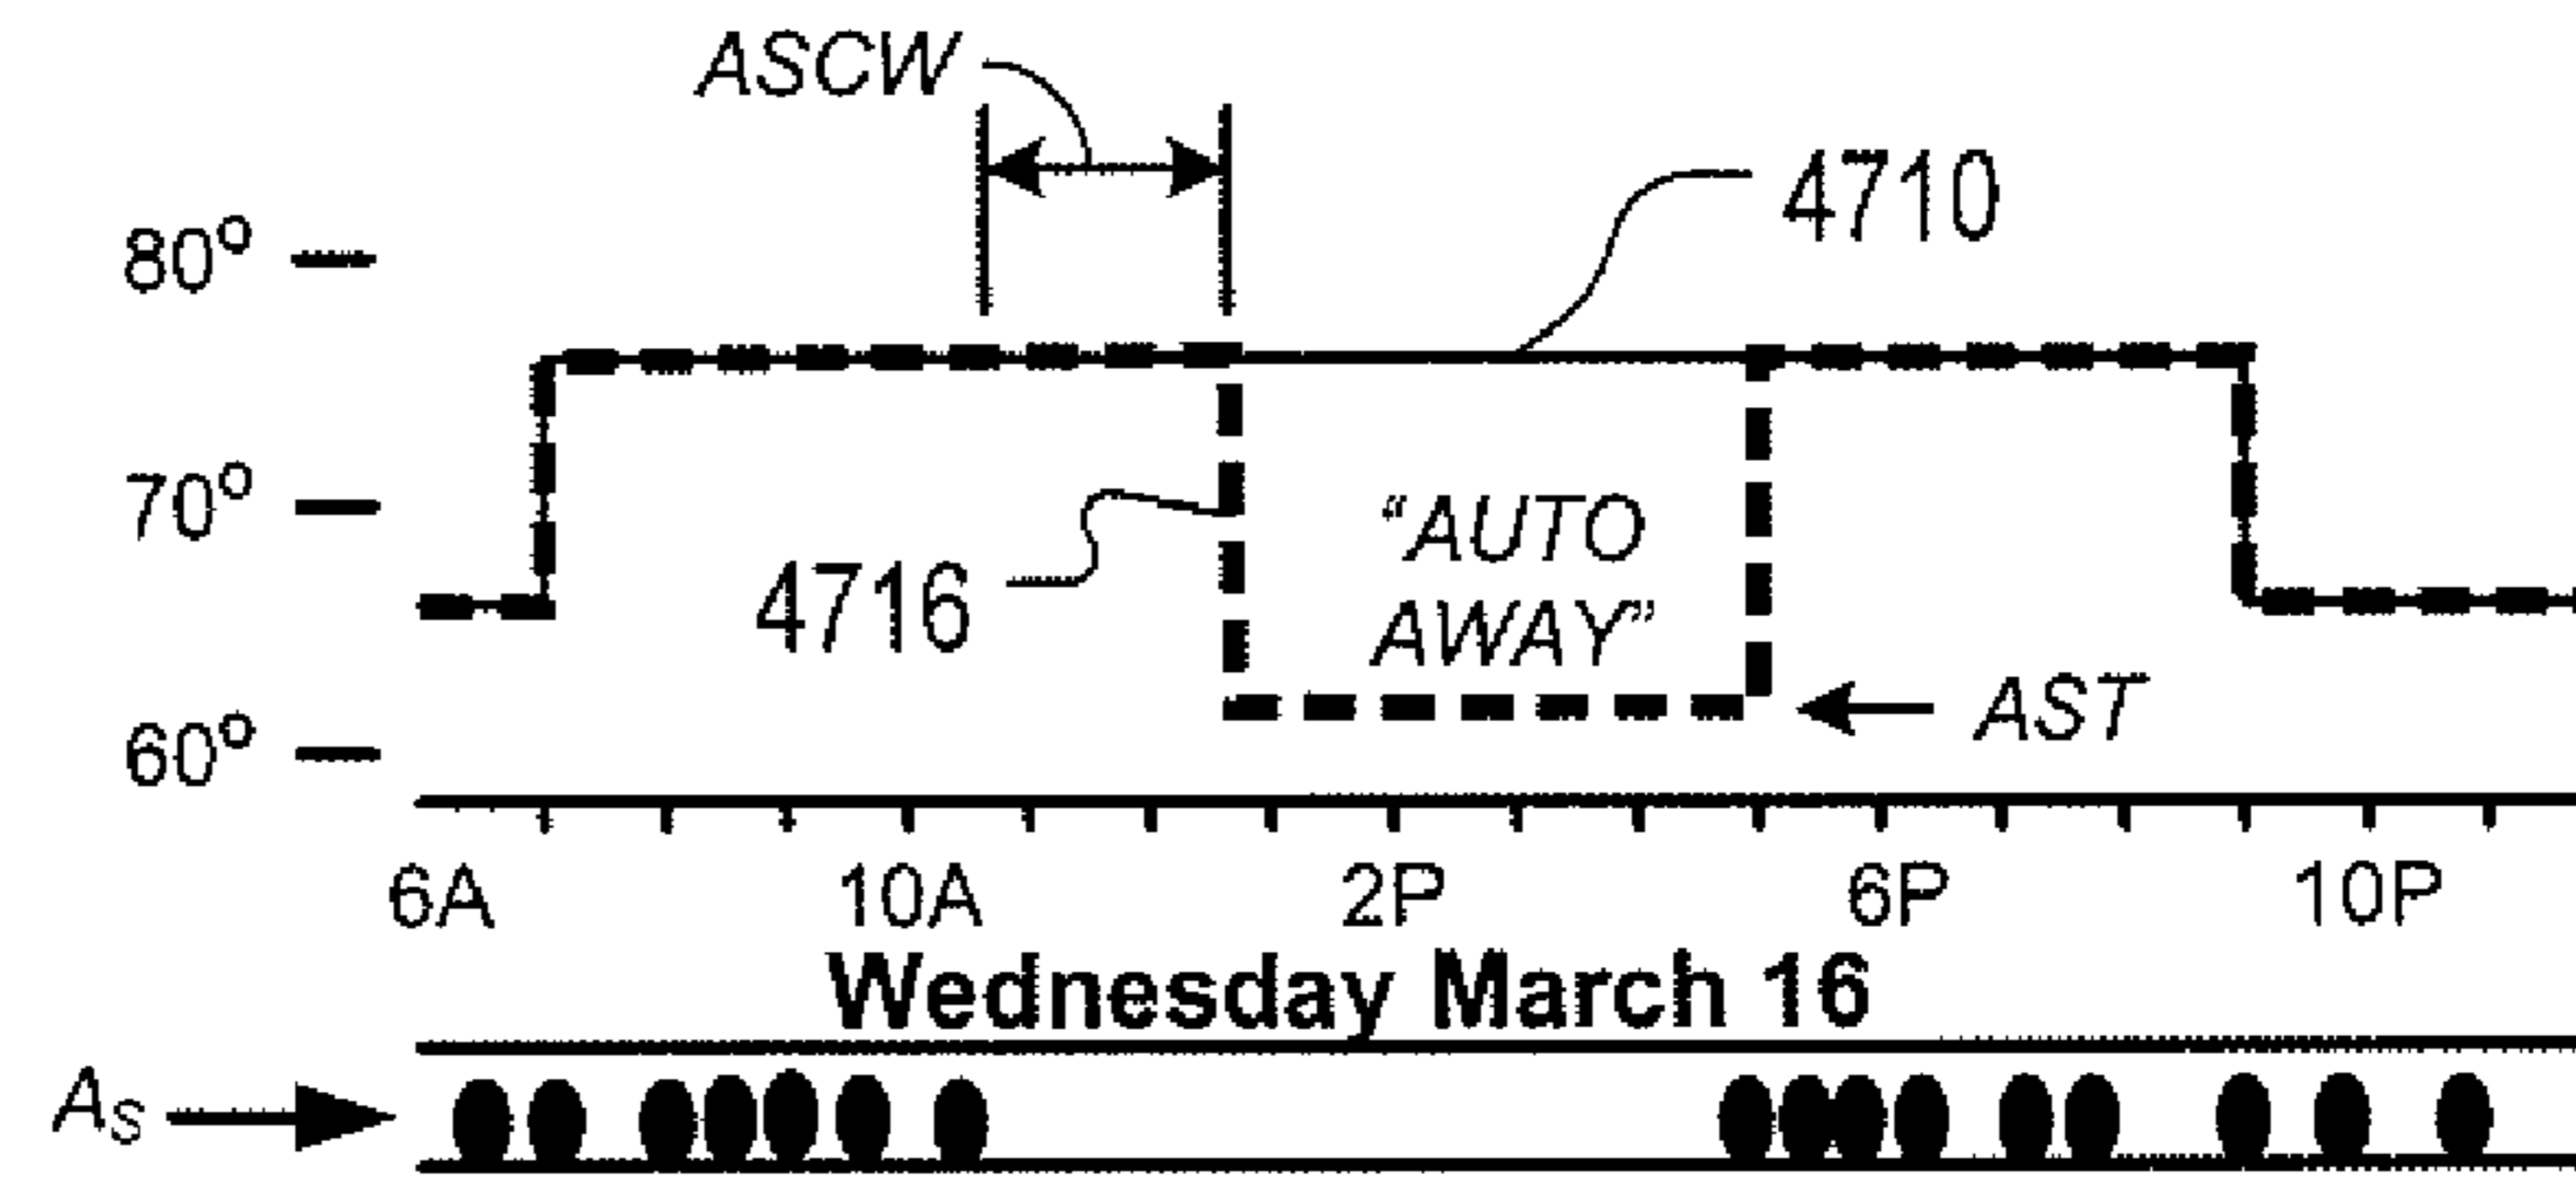 ASCW
4710
80°
70°
60°
4716
“AUTO
AWAY”
AST
6A 10A 2P 6P 10P
Wednesday March 16
As